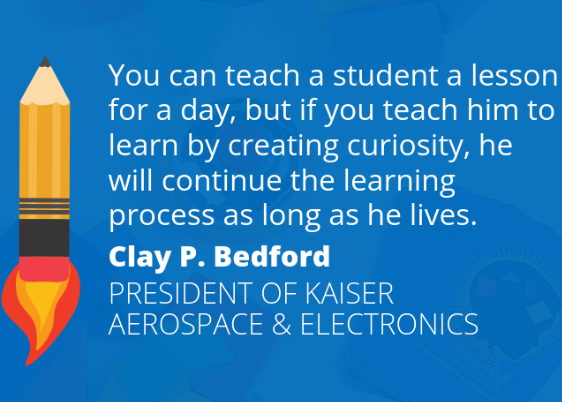 You can teach a student a lesson
for a day, but if you teach him to
learn by creating curiosity, he
will continue the learning
process as long as he lives.
Clay P. Bedford
PRESIDENT OF KAISER
AEROSPACE & ELECTRONICS